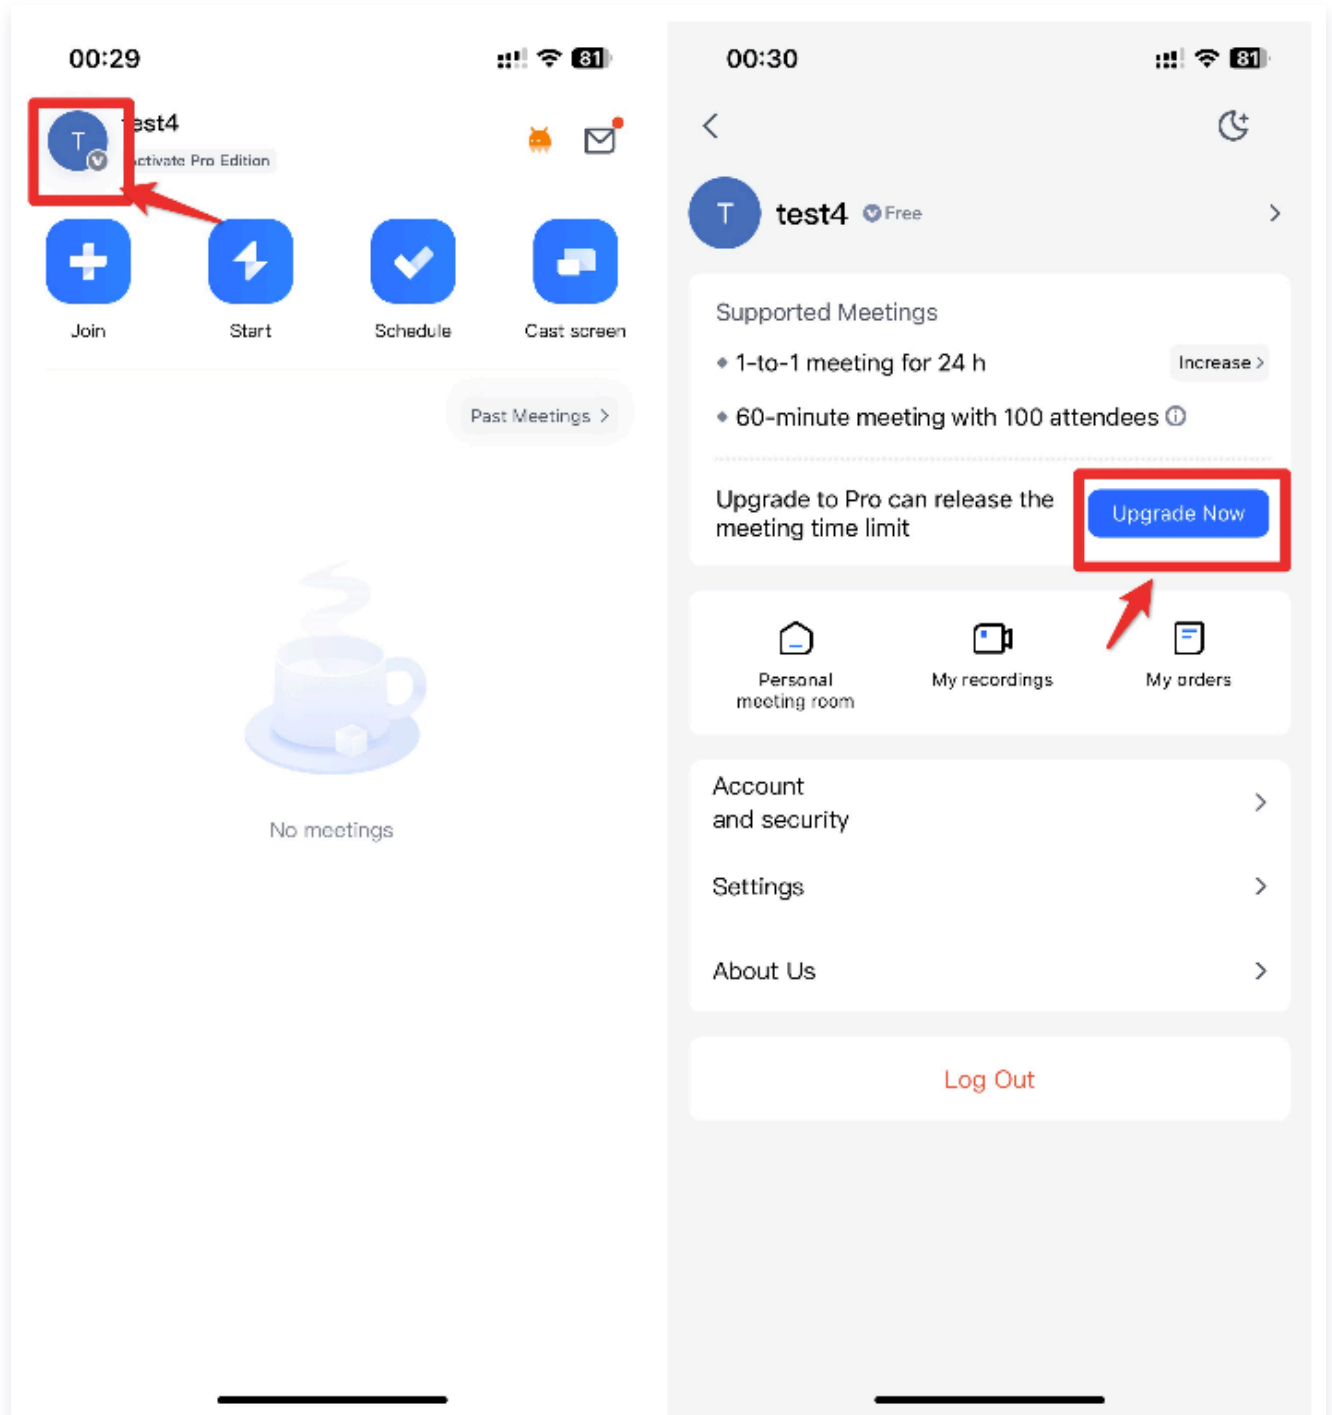 00:29
81
T
est4
ctivate Pro Edition
Join
Start
Schedule
Cast screen
Past Meetings >
No meetings
00:30
81
T
test4
Free
Supported Meetings
1-to-1 meeting for 24 h
Increase >
60-minute meeting with 100 attendees
Upgrade to Pro can release the
meeting time limit
Upgrade Now
Personal
meeting room
My recordings
My orders
Account
and security
Settings
About Us
Log Out